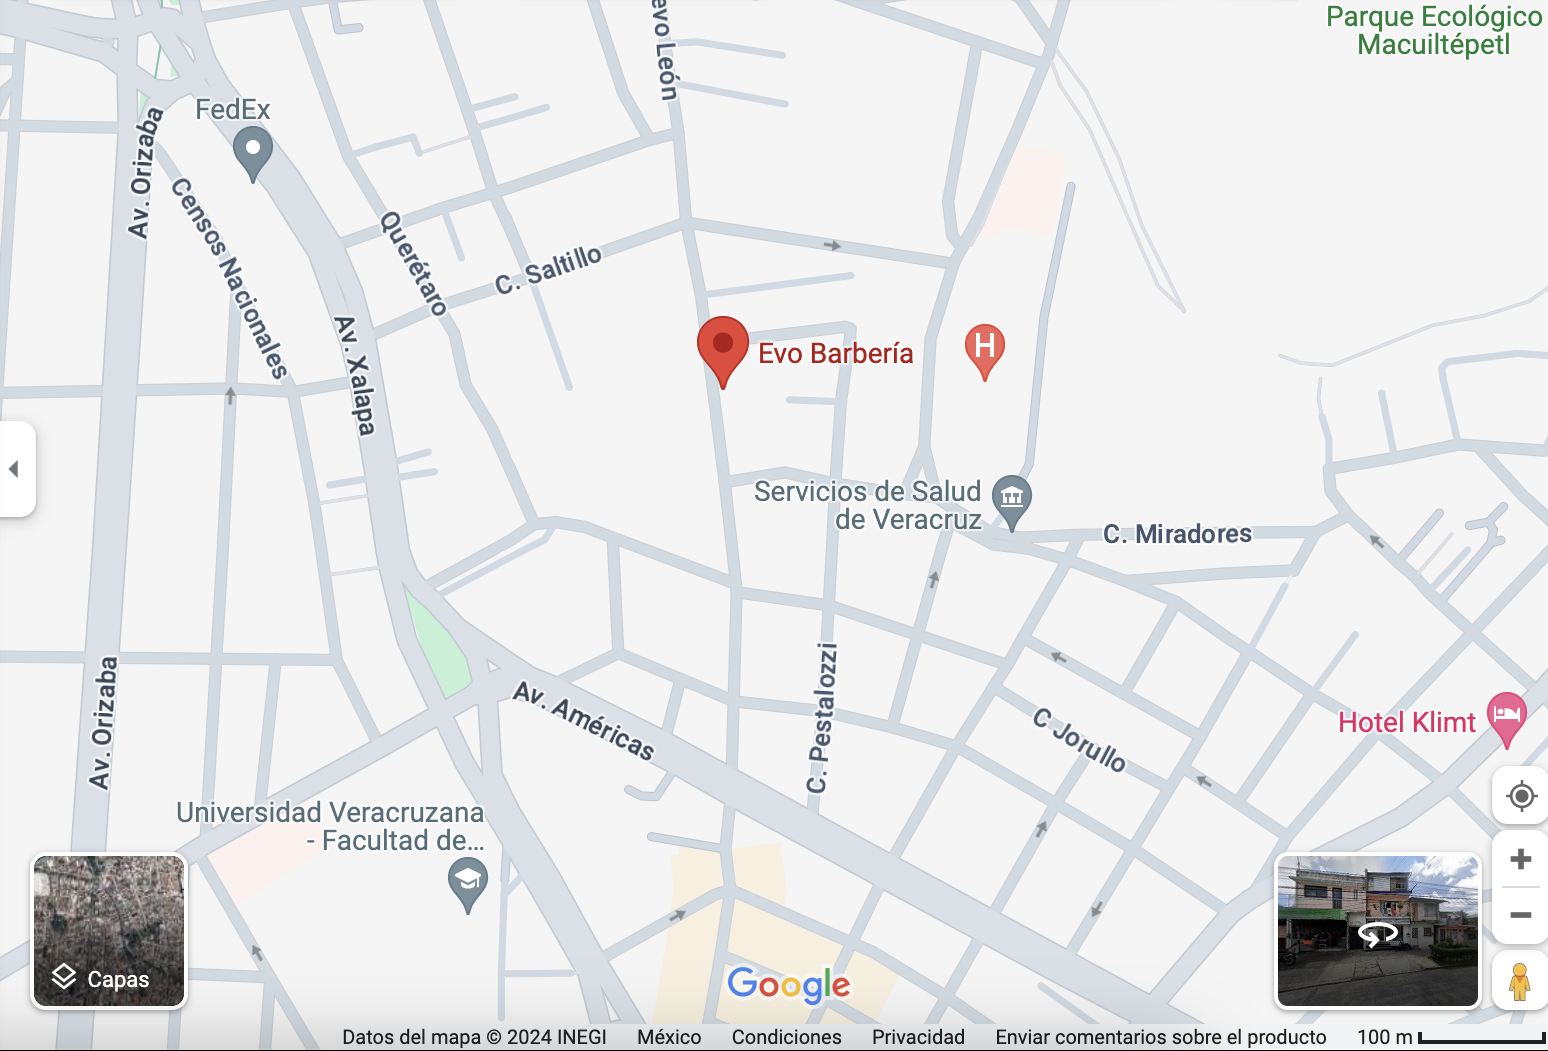 Parque Ecológico
Macuiltépetl
evo León
FedEx
Av. Orizaba
Censos Nacionales
Querétaro
C. Saltillo
Av. Xalapa
Evo Barbería
H
Servicios de Salud
de Veracruz
C. Miradores
Av. Orizaba
Av. Américas
C. Pestalozzi
C Jorullo
Hotel Klimt
Universidad Veracruzana
- Facultad de...
Capas
Google
Datos del mapa © 2024 INEGI México Condiciones Privacidad Enviar comentarios sobre el producto 100 m